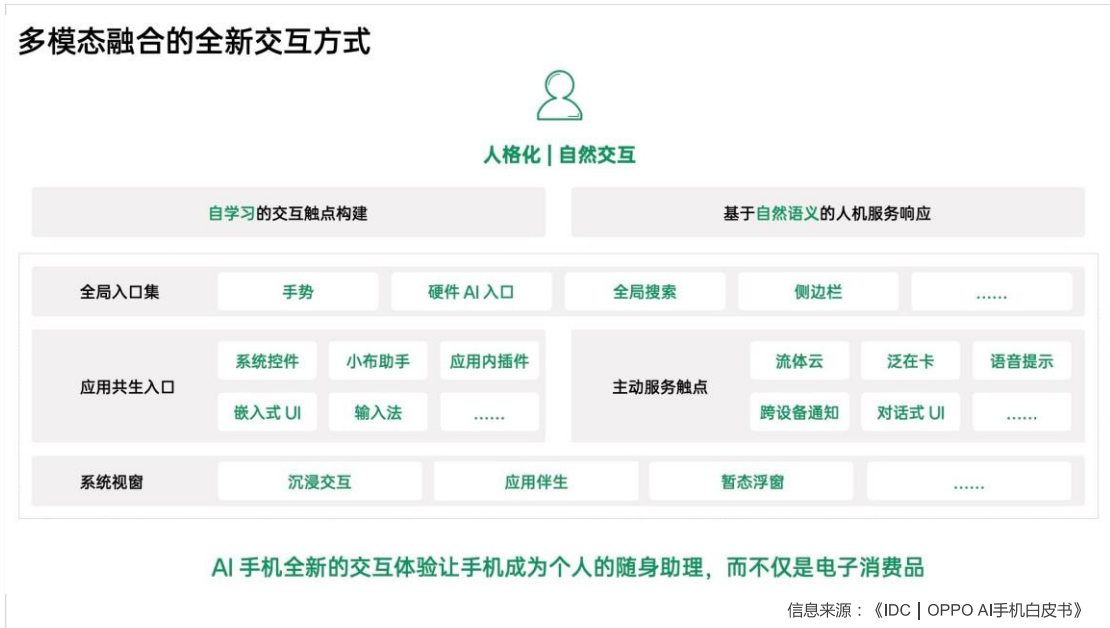 多模态融合的全新交互方式
人格化 | 自然交互
自学习的交互触点构建
基于自然语义的人机服务响应
全局入口集
手势
硬件 AI 入口
全局搜索
侧边栏
......
应用共生入口
系统控件
小布助手
应用内插件
嵌入式 UI
输入法
......
主动服务触点
流体云
泛在卡
语音提示
跨设备通知
对话式 UI
......
系统视窗
沉浸交互
应用伴生
暂态浮窗
......
AI 手机全新的交互体验让手机成为个人的随身助理，而不仅是电子消费品
信息来源：《IDC | OPPO AI手机白皮书》